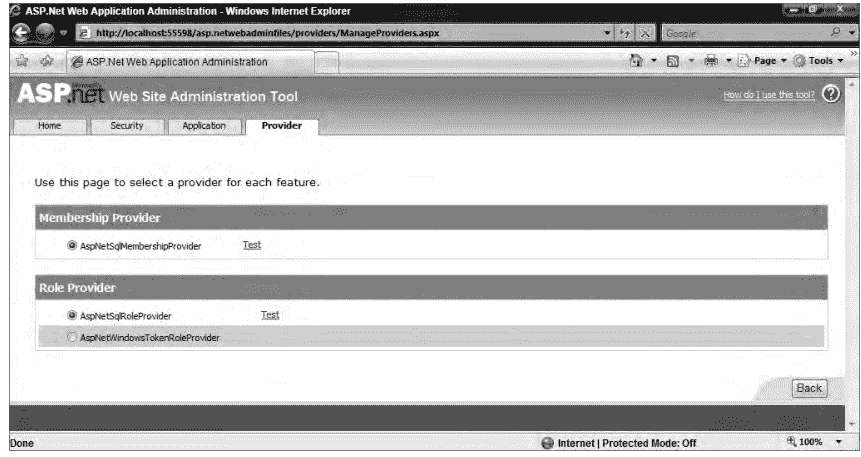 ASP.Net Web Application Administration - Windows Internet Explorer
http://localhost:55598/asp.netwebadminfiles/providers/ManageProviders.aspx Google
ASP.Net Web Application Administration Page Tools
ASP.net Web Site Administration Tool How do I use this tool? ?
Home Security Application Provider
Use this page to select a provider for each feature.
Membership Provider
AspNetSqlMembershipProvider Test
Role Provider
AspNetSqlRoleProvider Test
AspNetWindowsTokenRoleProvider
Back
Done Internet | Protected Mode: Off 100%